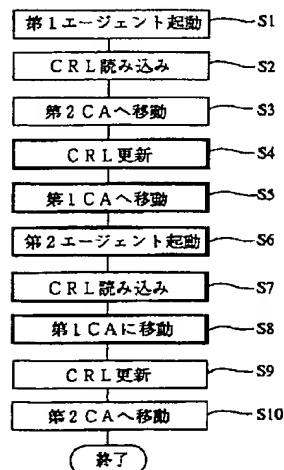 第1エージェント起動 S1
CRL読み込み S2
第2CAへ移動 S3
CRL更新 S4
第1CAへ移動 S5
第2エージェント起動 S6
CRL読み込み S7
第1CAに移動 S8
CRL更新 S9
第2CAへ移動 S10
終了